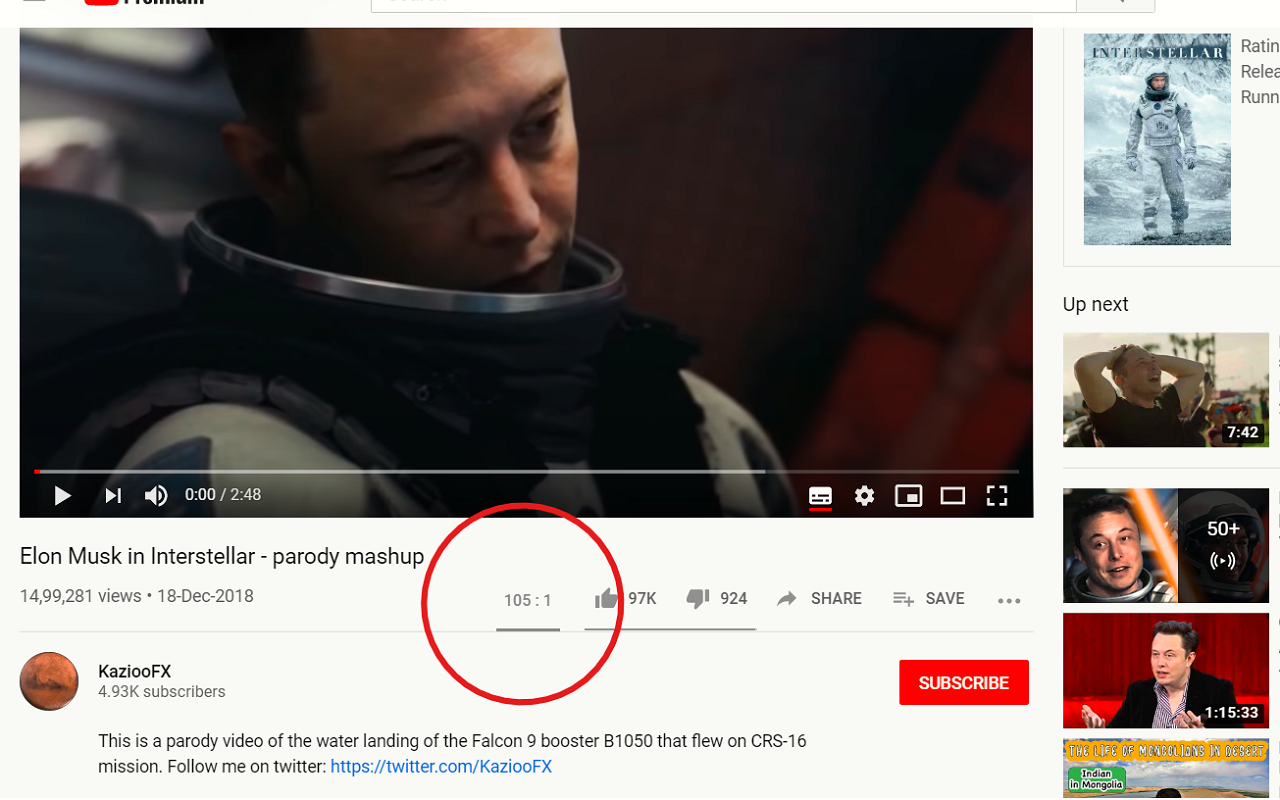 Premium
INTERSTELLAR
Ratin
Relea
Runn
0:00 / 2:48
Up next
7:42
Elon Musk in Interstellar - parody mashup
14,99,281 views • 18-Dec-2018
105 : 1
97K
924
SHARE
SAVE
50+
KaziooFX
4.93K subscribers
SUBSCRIBE
1:15:33
This is a parody video of the water landing of the Falcon 9 booster B1050 that flew on CRS-16
mission. Follow me on twitter: https://twitter.com/KaziooFX
THE LIFE OF MONGOLIANS IN DESERT
Indian
in Mongolia